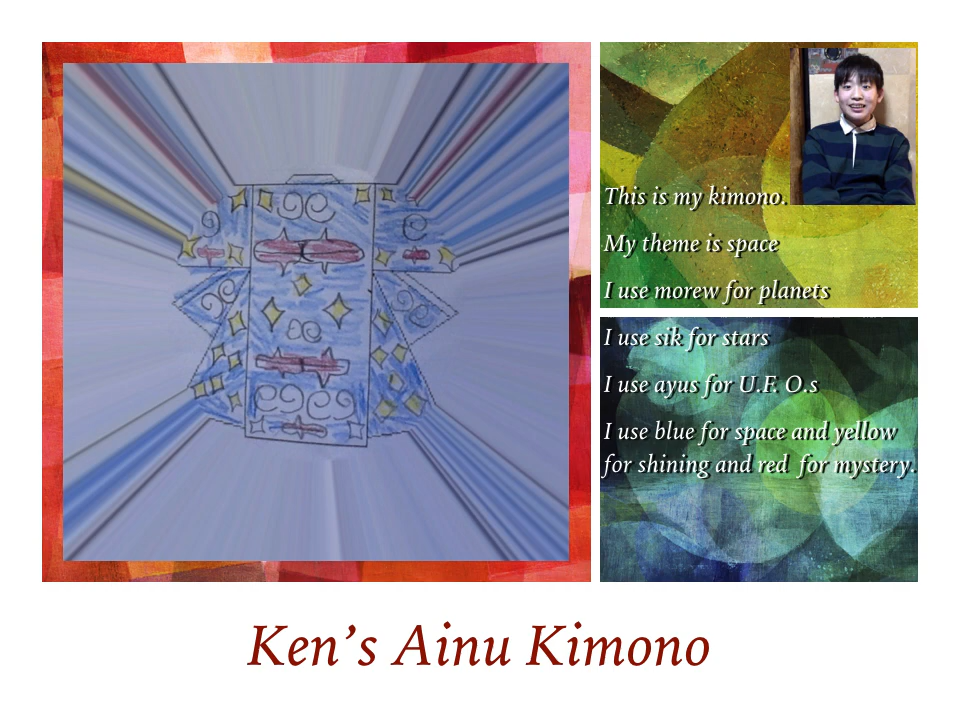 This is my kimono.
My theme is space
I use morew for planets
I use sik for stars
I use ayus for U.F. O.s
I use blue for space and yellow
for shining and red for mystery.
Ken's Ainu Kimono